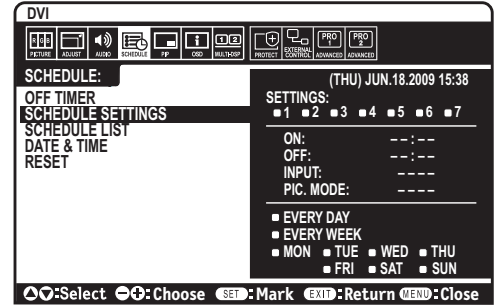 DVI
RGB
PICTURE ADJUST AUDIO SCHEDULE PIP OSD MULTI-DSP PROTECT EXTERNAL CONTROL PRO 1 ADVANCED PRO 2 ADVANCED
SCHEDULE:
OFF TIMER
SCHEDULE SETTINGS
SCHEDULE LIST
DATE & TIME
RESET
(THU) JUN.18.2009 15:38
SETTINGS:
1 2 3 4 5 6 7
ON: --:--
OFF: --:--
INPUT: ----
PIC. MODE: ----
EVERY DAY
EVERY WEEK
MON TUE WED THU
FRI SAT SUN
:Select :Choose SET:Mark EXIT:Return MENU:Close